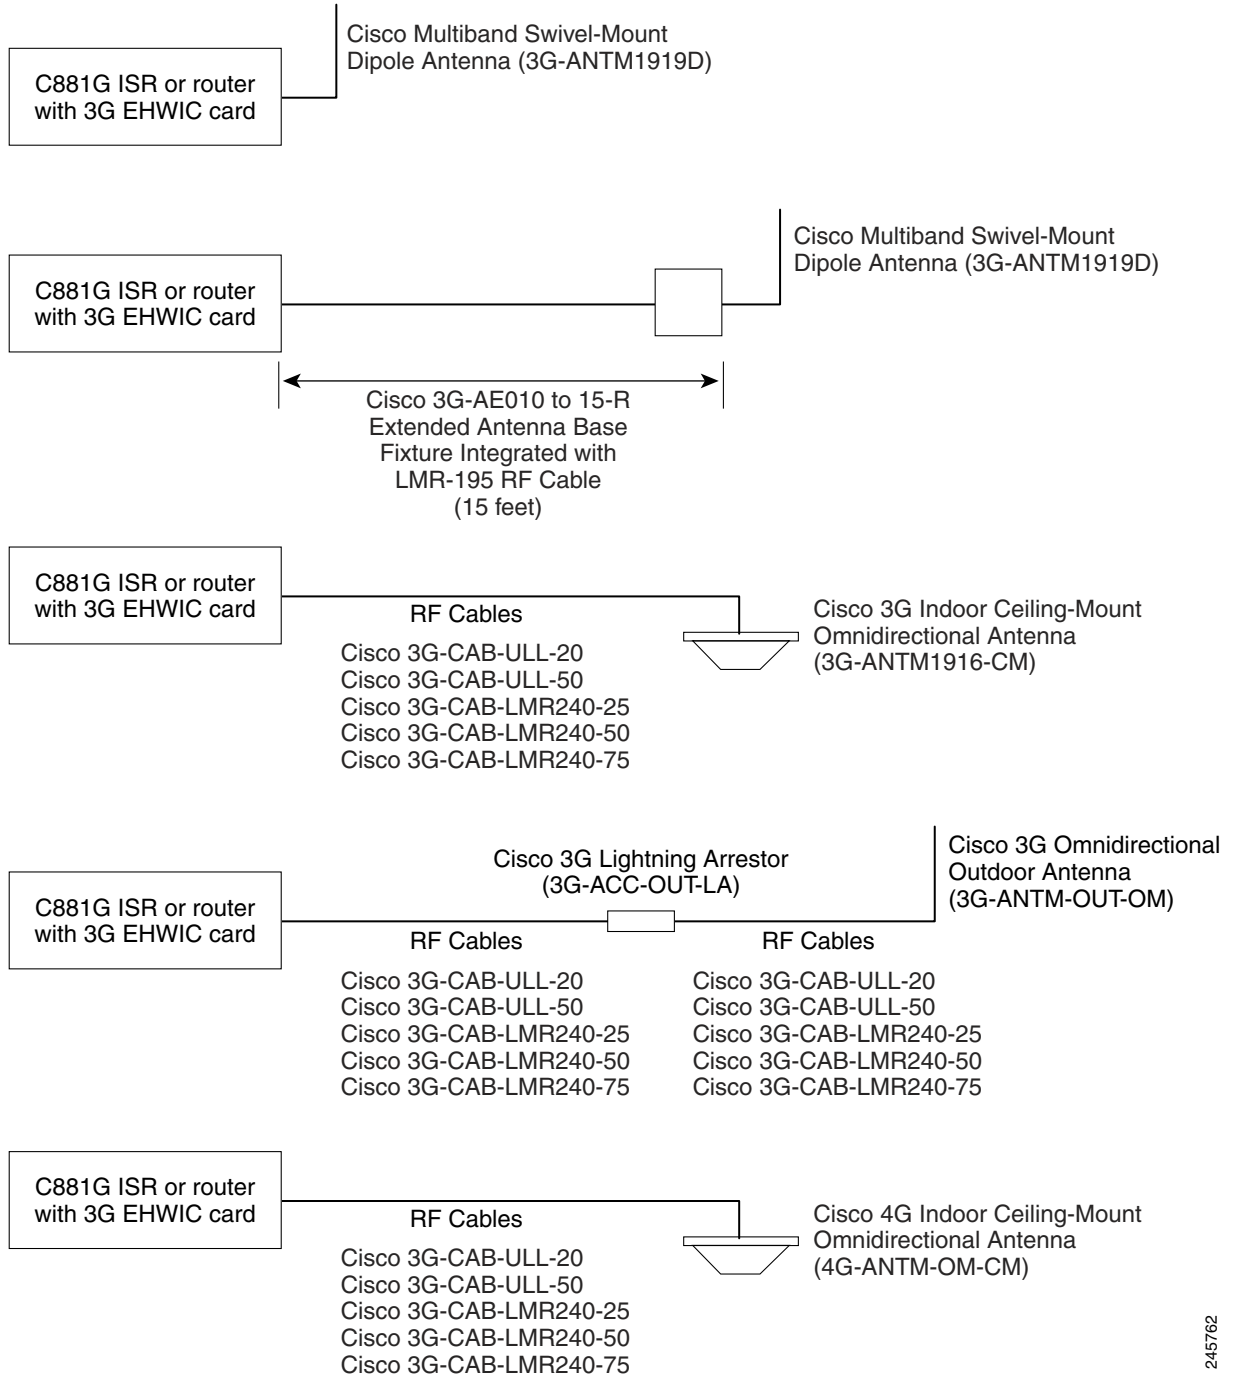 Cisco Multiband Swivel-Mount
Dipole Antenna (3G-ANTM1919D)
C881G ISR or router
with 3G EHWIC card
Cisco Multiband Swivel-Mount
Dipole Antenna (3G-ANTM1919D)
C881G ISR or router
with 3G EHWIC card
Cisco 3G-AE010 to 15-R
Extended Antenna Base
Fixture Integrated with
LMR-195 RF Cable
(15 feet)
C881G ISR or router
with 3G EHWIC card
RF Cables
Cisco 3G-CAB-ULL-20
Cisco 3G-CAB-ULL-50
Cisco 3G-CAB-LMR240-25
Cisco 3G-CAB-LMR240-50
Cisco 3G-CAB-LMR240-75
Cisco 3G Indoor Ceiling-Mount
Omnidirectional Antenna
(3G-ANTM1916-CM)
C881G ISR or router
with 3G EHWIC card
Cisco 3G Lightning Arrestor
(3G-ACC-OUT-LA)
Cisco 3G Omnidirectional
Outdoor Antenna
(3G-ANTM-OUT-OM)
RF Cables
Cisco 3G-CAB-ULL-20
Cisco 3G-CAB-ULL-50
Cisco 3G-CAB-LMR240-25
Cisco 3G-CAB-LMR240-50
Cisco 3G-CAB-LMR240-75
RF Cables
Cisco 3G-CAB-ULL-20
Cisco 3G-CAB-ULL-50
Cisco 3G-CAB-LMR240-25
Cisco 3G-CAB-LMR240-50
Cisco 3G-CAB-LMR240-75
C881G ISR or router
with 3G EHWIC card
RF Cables
Cisco 3G-CAB-ULL-20
Cisco 3G-CAB-ULL-50
Cisco 3G-CAB-LMR240-25
Cisco 3G-CAB-LMR240-50
Cisco 3G-CAB-LMR240-75
Cisco 4G Indoor Ceiling-Mount
Omnidirectional Antenna
(4G-ANTM-OM-CM)
245762